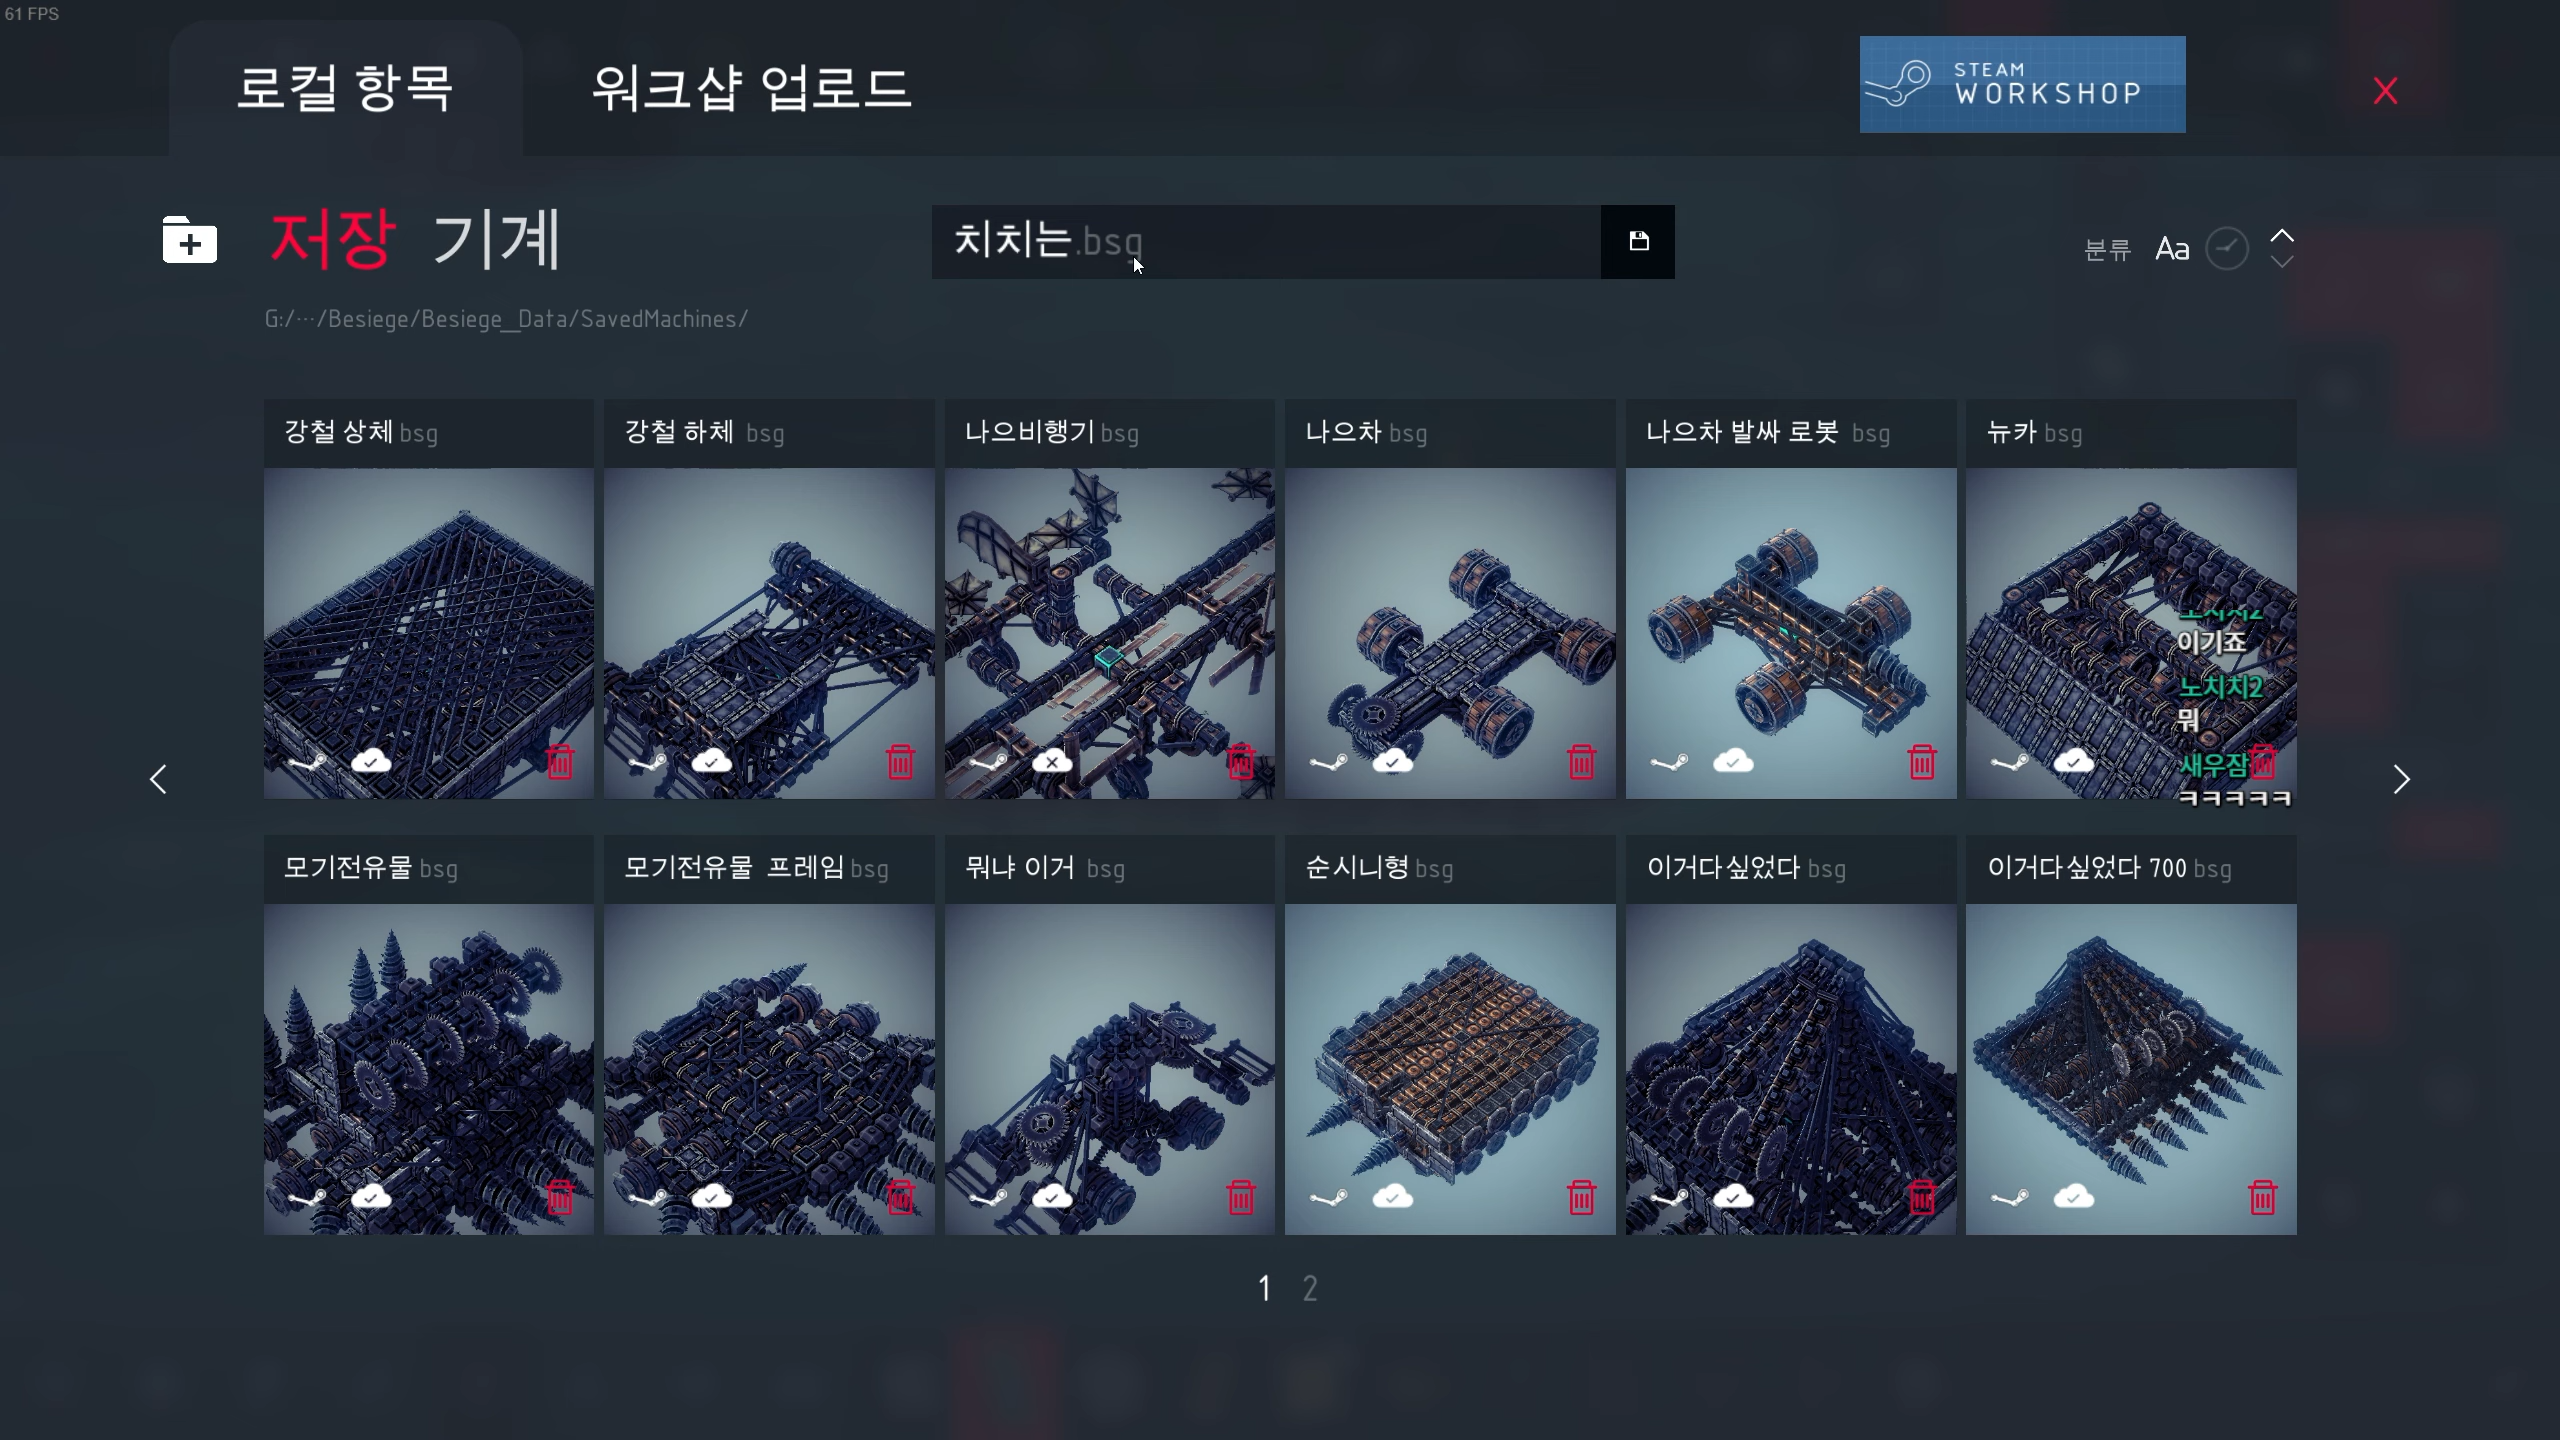 61 FPS
로컬 항목
워크샵 업로드
STEAM
WORKSHOP
저장 기계
치치는.bsg
분류 Aa
G:/···/Besiege/Besiege_Data/SavedMachines/
강철 상체 bsg
강철 하체 bsg
나으비행기 bsg
나으차 bsg
나으차 발싸 로봇 bsg
뉴카 bsg
노치치2
이기죠
노치치2
뭐
새우잠
ㅋㅋㅋㅋㅋ
모기전유물 bsg
모기전유물 프레임 bsg
뭐냐 이거 bsg
순시니형 bsg
이거다싶었다 bsg
이거다싶었다 700 bsg
1 2